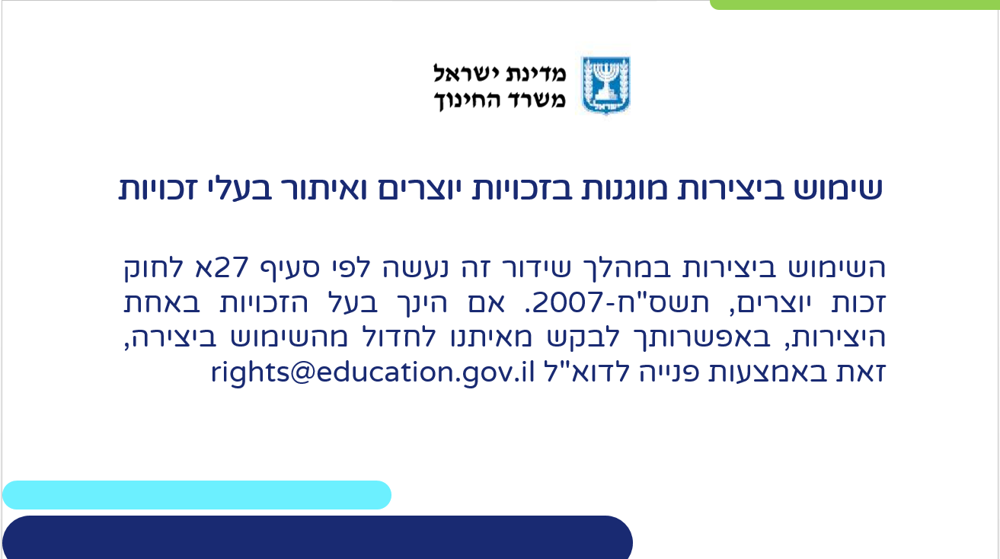 מדינת ישראל
משרד החינוך
ישראל
שימוש ביצירות מוגנות בזכויות יוצרים ואיתור בעלי זכויות
השימוש ביצירות במהלך שידור זה נעשה לפי סעיף 27א לחוק
זכות יוצרים, תשס"ח-2007. אם הינך בעל הזכויות באחת
היצירות, באפשרותך לבקש מאיתנו לחדול מהשימוש ביצירה,
זאת באמצעות פנייה לדוא"ל rights@education.gov.il